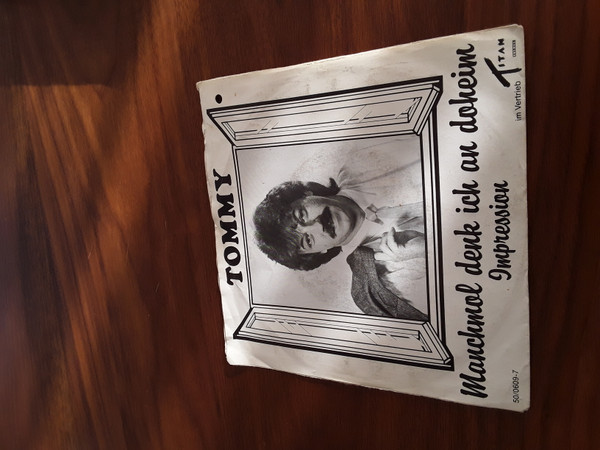 TOMMY
Manchmol denk ich an doheim
Impression
50/0609-7
im Vertrieb
TITAN